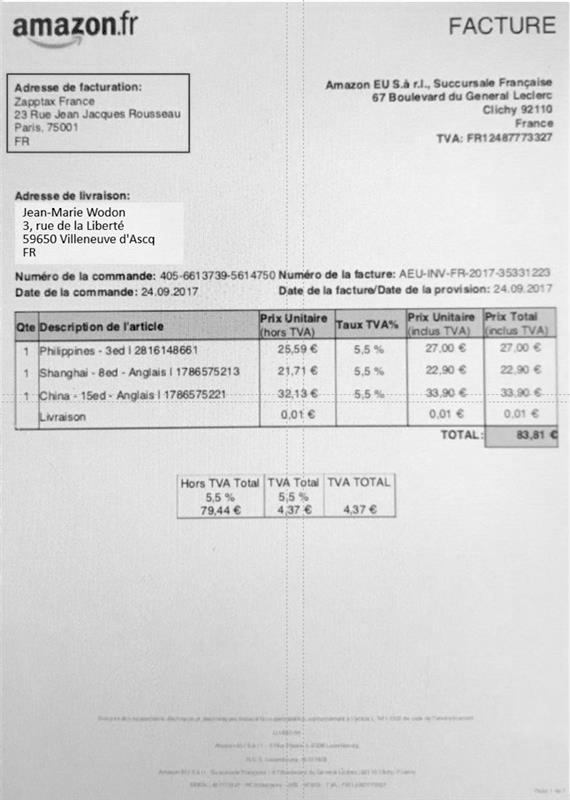 amazon.fr
FACTURE
Adresse de facturation:
Zapptax France
23 Rue Jean Jacques Rousseau
Paris, 75001
FR
Amazon EU S.à r.l., Succursale Française
67 Boulevard du General Leclerc
Clichy 92110
France
TVA: FR12487773327
Adresse de livraison:
Jean-Marie Wodon
3, rue de la Liberté
59650 Villeneuve d'Ascq
FR
Numéro de la commande: 405-6613739-5614750 Numéro de la facture: AEU-INV-FR-2017-35331223
Date de la commande: 24.09.2017 Date de la facture/Date de la provision: 24.09.2017
Qte Description de l'article Prix Unitaire (hors TVA) Taux TVA% Prix Unitaire (inclus TVA) Prix Total (inclus TVA)
1 Philippines - 3ed | 2816148661 25,59 € 5,5 % 27,00 € 27,00 €
1 Shanghai - 8ed - Anglais | 1786575213 21,71 € 5,5 % 22,90 € 22,90 €
1 China - 15ed - Anglais | 1786575221 32,13 € 5,5 % 33,90 € 33,90 €
Livraison 0,01 € 0,01 € 0,01 €
TOTAL: 83,81 €
Hors TVA Total TVA Total TVA TOTAL
5,5 % 5,5 %
79,44 € 4,37 € 4,37 €